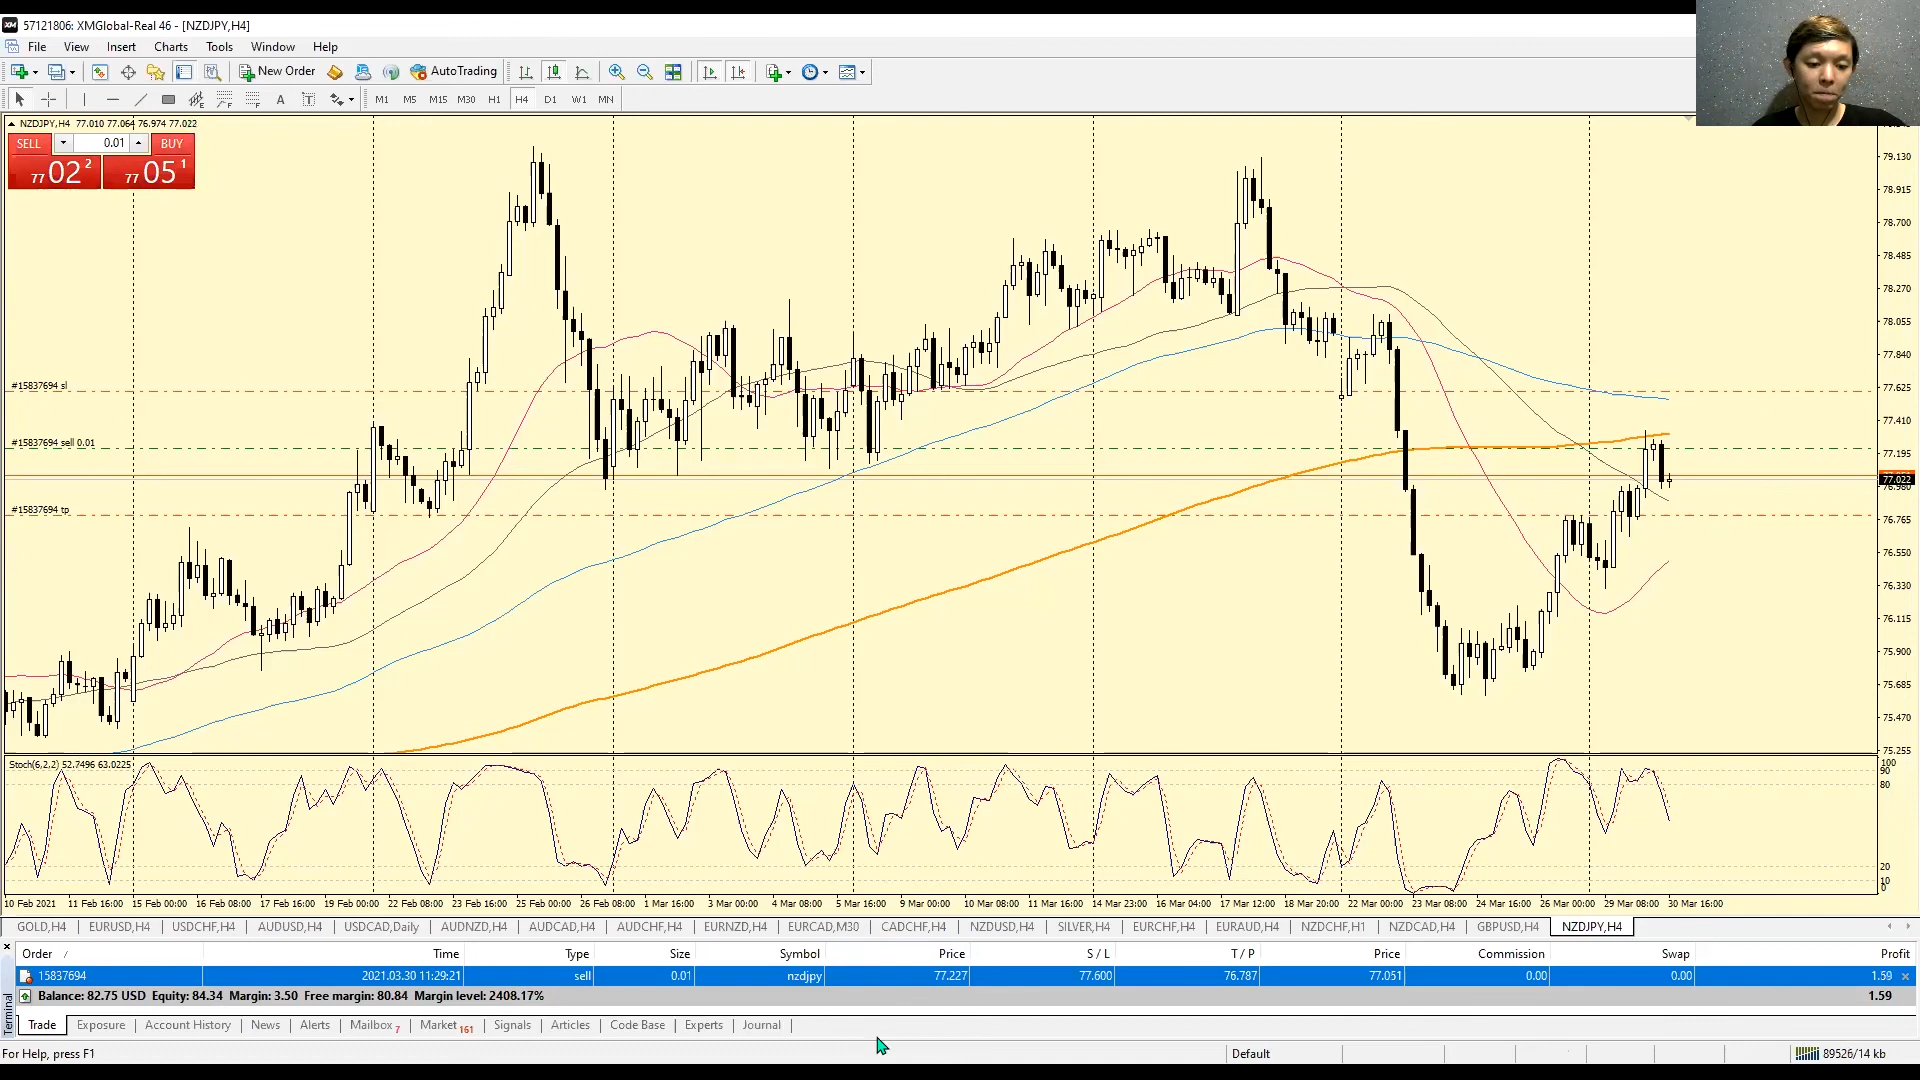 57121806: XMGlobal-Real 46 - [NZDJPY,H4]
File View Insert Charts Tools Window Help
New Order AutoTrading
A T M1 M5 M15 M30 H1 H4 D1 W1 MN
NZDJPY,H4 77.010 77.064 76.974 77.022
SELL 0.01 BUY
77 02 2 77 05 1
79.130
78.915
78.700
78.485
78.270
78.055
77.840
#15837694 sl
77.625
77.410
#15837694 sell 0.01
77.195
77.022
76.980
#15837694 tp
76.765
76.550
76.330
76.115
75.900
75.685
75.470
75.255
Stoch(6,2,2) 52.7496 63.0225
100
90
80
20
10
0
10 Feb 2021 11 Feb 16:00 15 Feb 00:00 16 Feb 08:00 17 Feb 16:00 19 Feb 00:00 22 Feb 08:00 23 Feb 16:00 25 Feb 00:00 26 Feb 08:00 1 Mar 16:00 3 Mar 00:00 4 Mar 08:00 5 Mar 16:00 9 Mar 00:00 10 Mar 08:00 11 Mar 16:00 14 Mar 23:00 16 Mar 04:00 17 Mar 12:00 18 Mar 20:00 22 Mar 00:00 23 Mar 08:00 24 Mar 16:00 26 Mar 00:00 29 Mar 08:00 30 Mar 16:00
GOLD,H4 EURUSD,H4 USDCHF,H4 AUDUSD,H4 USDCAD,Daily AUDNZD,H4 AUDCAD,H4 AUDCHF,H4 EURNZD,H4 EURCAD,M30 CADCHF,H4 NZDUSD,H4 SILVER,H4 EURCHF,H4 EURAUD,H4 NZDCHF,H1 NZDCAD,H4 GBPUSD,H4 NZDJPY,H4
Order / Time Type Size Symbol Price S / L T / P Price Commission Swap Profit
15837694 2021.03.30 11:29:21 sell 0.01 nzdjpy 77.227 77.600 76.787 77.051 0.00 0.00 1.59
Balance: 82.75 USD Equity: 84.34 Margin: 3.50 Free margin: 80.84 Margin level: 2408.17% 1.59
Terminal
Trade Exposure Account History News Alerts Mailbox 7 Market 161 Signals Articles Code Base Experts Journal
For Help, press F1 Default 89526/14 kb